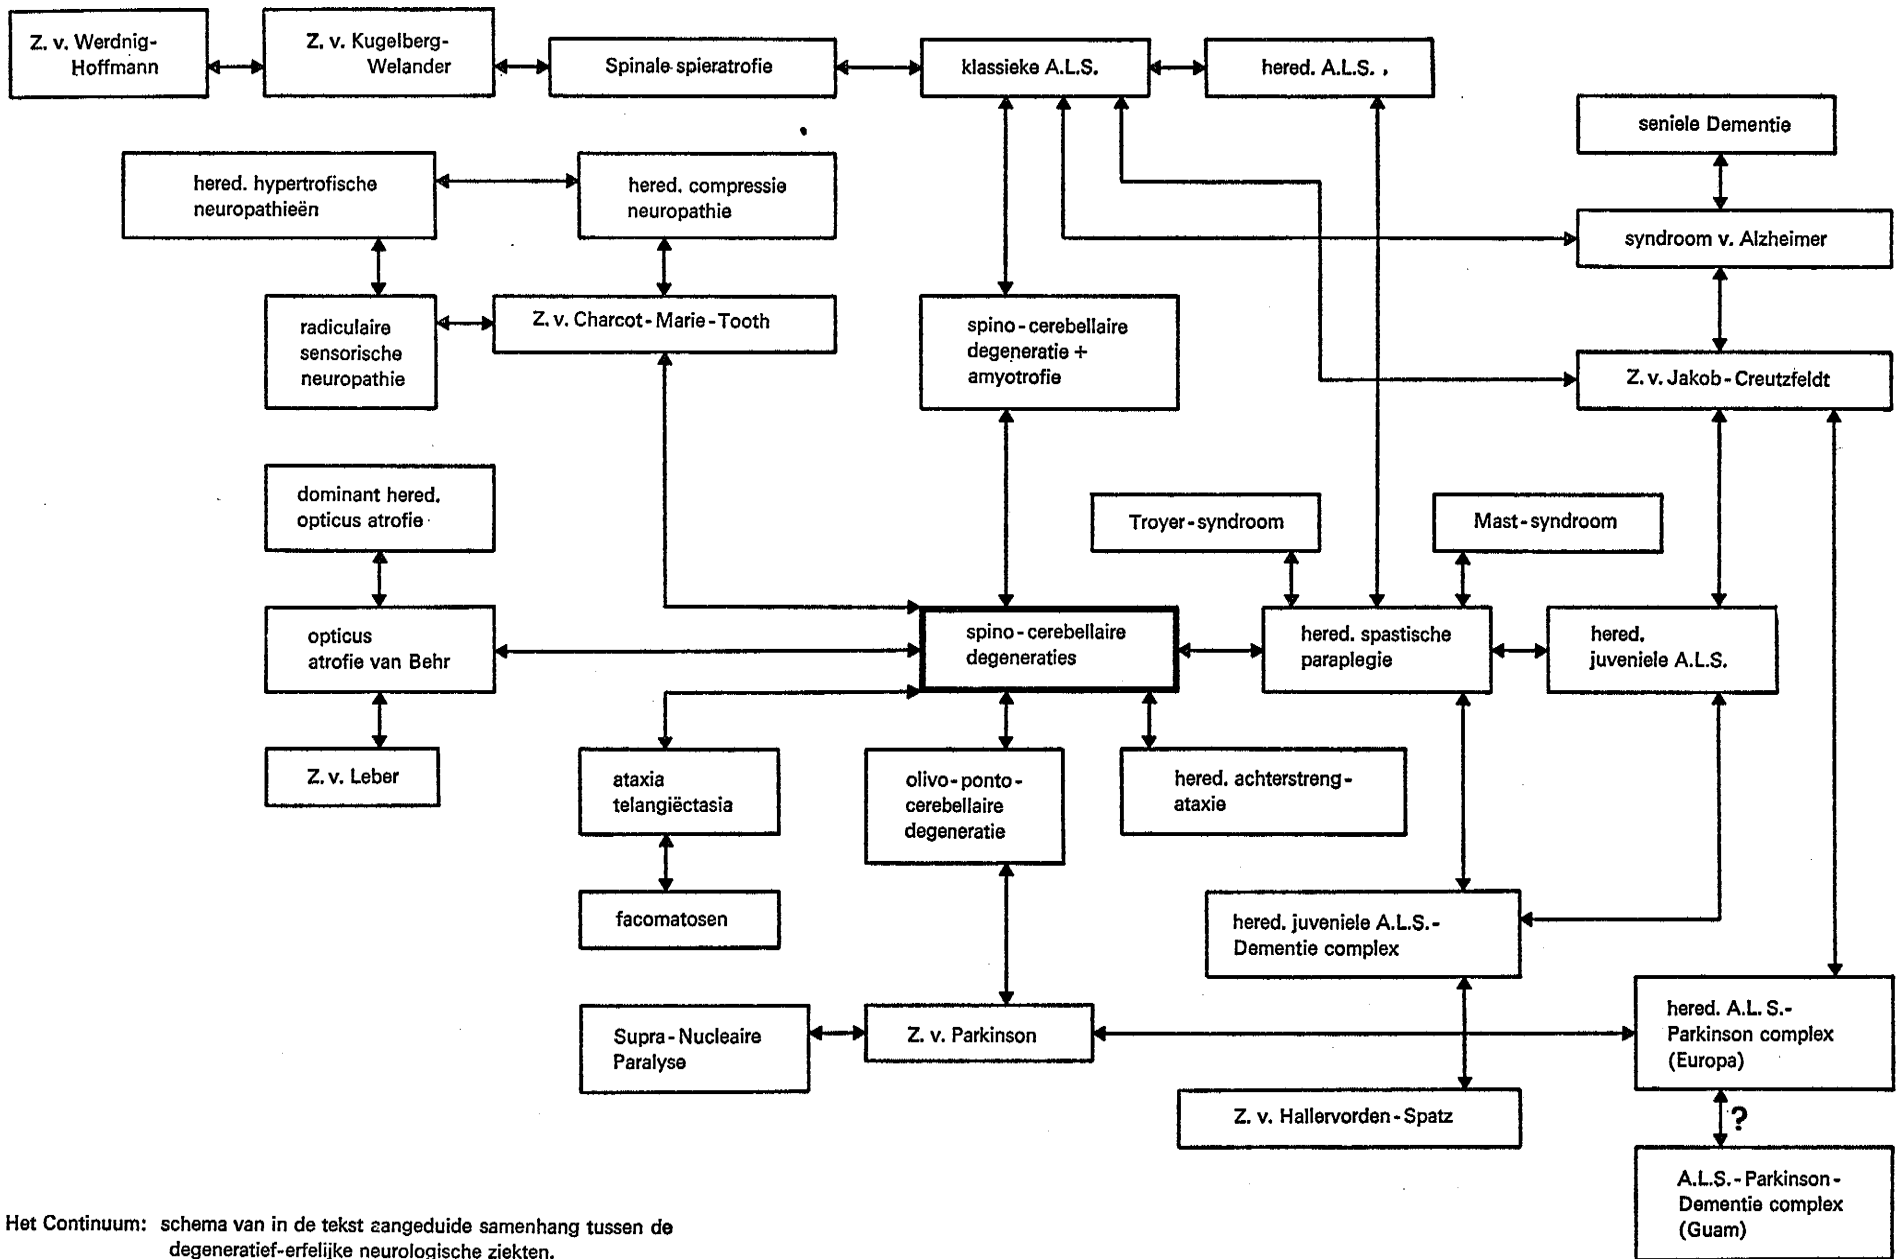 Z. v. Werdnig-
Hoffmann
Z. v. Kugelberg-
Welander
Spinale spieratrofie
klassieke A.L.S.
hered. A.L.S.
seniele Dementie
hered. hypertrofische
neuropathieën
hered. compressie
neuropathie
syndroom v. Alzheimer
radiculaire
sensorische
neuropathie
Z. v. Charcot-Marie-Tooth
spino-cerebellaire
degeneratie +
amyotrofie
Z. v. Jakob-Creutzfeldt
dominant hered.
opticus atrofie
Troyer-syndroom
Mast-syndroom
opticus
atrofie van Behr
spino-cerebellaire
degeneraties
hered. spastische
paraplegie
hered.
juveniele A.L.S.
Z. v. Leber
ataxia
telangiëctasia
olivo-ponto-
cerebellaire
degeneratie
hered. achterstreng-
ataxie
facomatosen
hered. juveniele A.L.S.-
Dementie complex
Supra-Nucleaire
Paralyse
Z. v. Parkinson
hered. A.L.S.-
Parkinson complex
(Europa)
Z. v. Hallervorden-Spatz
?
A.L.S.-Parkinson-
Dementie complex
(Guam)
Het Continuum: schema van in de tekst aangeduide samenhang tussen de
degeneratief-erfelijke neurologische ziekten.